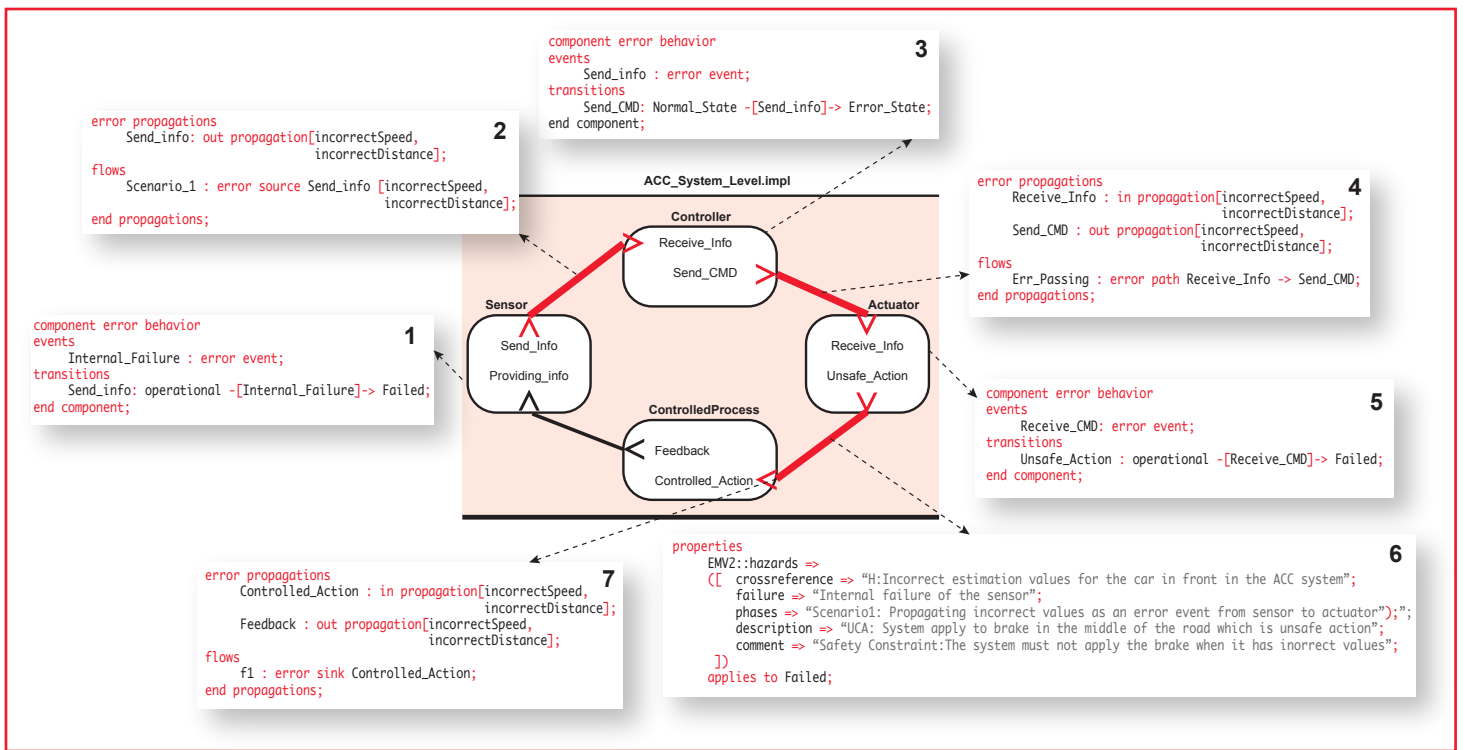 component error behavior
events
Send_info : error event;
transitions
Send_CMD: Normal_State -[Send_info]-> Error_State;
end component;
3
error propagations
Send_info: out propagation[incorrectSpeed,
incorrectDistance];
flows
Scenario_1 : error source Send_info [incorrectSpeed,
incorrectDistance];
end propagations;
2
ACC_System_Level.impl
error propagations
Receive_Info : in propagation[incorrectSpeed,
incorrectDistance];
Send_CMD : out propagation[incorrectSpeed,
incorrectDistance];
flows
Err_Passing : error path Receive_Info -> Send_CMD;
end propagations;
4
Controller
Receive_Info
Send_CMD
Sensor
Send_Info
Providing_info
Actuator
Receive_Info
Unsafe_Action
component error behavior
events
Internal_Failure : error event;
transitions
Send_info: operational -[Internal_Failure]-> Failed;
end component;
1
ControlledProcess
Feedback
Controlled_Action
component error behavior
events
Receive_CMD: error event;
transitions
Unsafe_Action : operational -[Receive_CMD]-> Failed;
end component;
5
error propagations
Controlled_Action : in propagation[incorrectSpeed,
incorrectDistance];
Feedback : out propagation[incorrectSpeed,
incorrectDistance];
flows
f1 : error sink Controlled_Action;
end propagations;
7
properties
EMV2::hazards =>
([ crossreference => “H:Incorrect estimation values for the car in front in the ACC system”;
failure => “Internal failure of the sensor”;
phases => “Scenario1: Propagating incorrect values as an error event from sensor to actuator”);”;
description => “UCA: System apply to brake in the middle of the road which is unsafe action”;
comment => “Safety Constraint:The system must not apply the brake when it has inorrect values”;
])
applies to Failed;
6